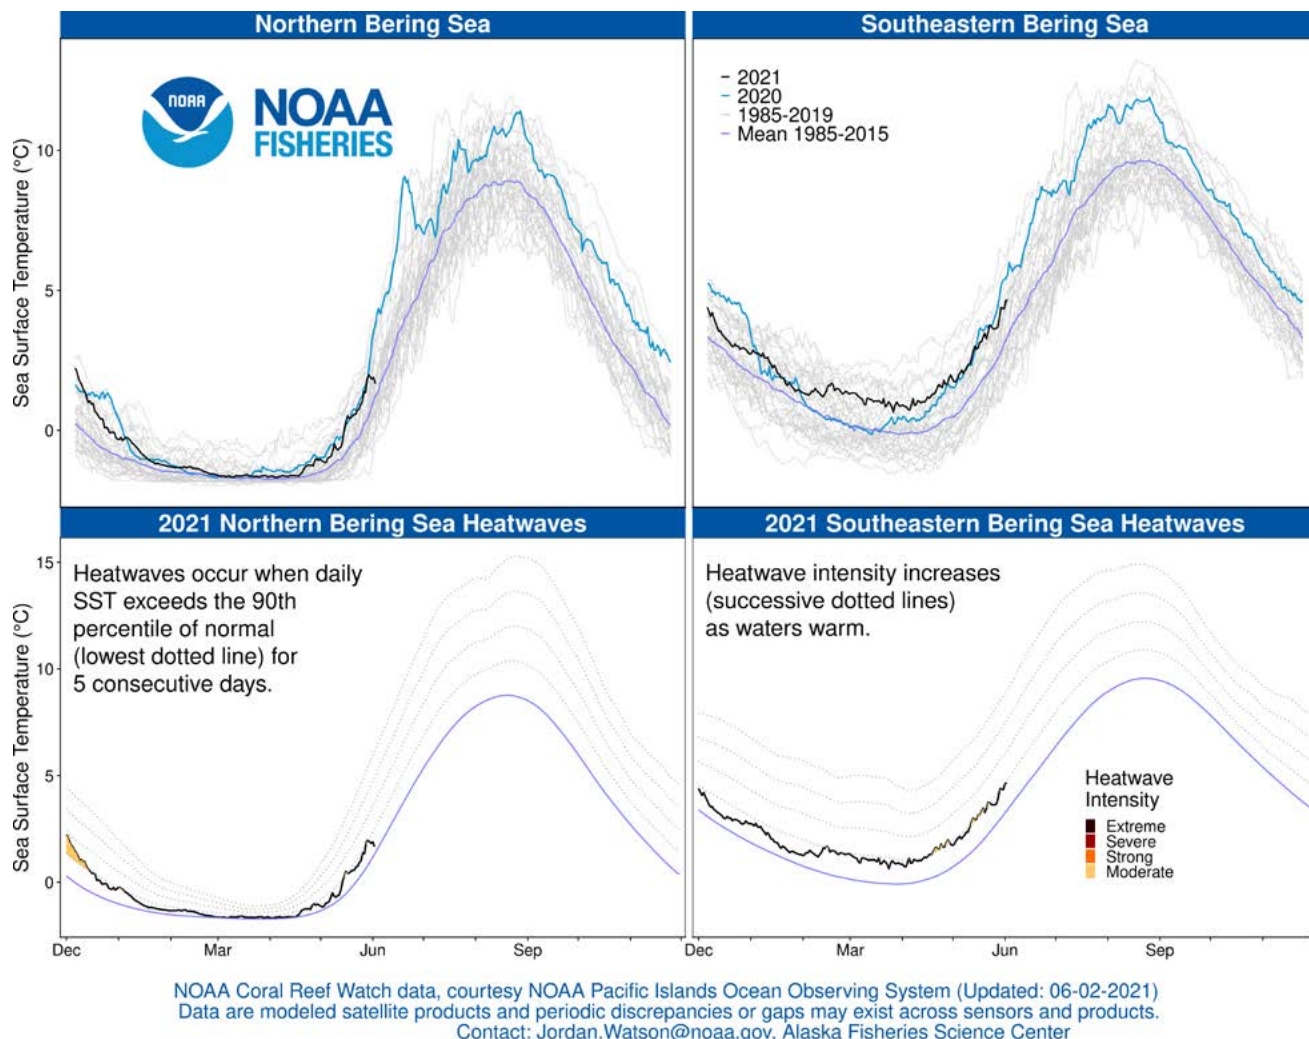 Northern Bering Sea
Southeastern Bering Sea
NOAA
NOAA
FISHERIES
2021
2020
1985-2019
Mean 1985-2015
Sea Surface Temperature (°C)
10
5
0
2021 Northern Bering Sea Heatwaves
2021 Southeastern Bering Sea Heatwaves
Heatwaves occur when daily
SST exceeds the 90th
percentile of normal
(lowest dotted line) for
5 consecutive days.
Heatwave intensity increases
(successive dotted lines)
as waters warm.
Sea Surface Temperature (°C)
15
10
5
0
Heatwave
Intensity
Extreme
Severe
Strong
Moderate
Dec
Mar
Jun
Sep
Dec
Mar
Jun
Sep
NOAA Coral Reef Watch data, courtesy NOAA Pacific Islands Ocean Observing System (Updated: 06-02-2021)
Data are modeled satellite products and periodic discrepancies or gaps may exist across sensors and products.
Contact: Jordan.Watson@noaa.gov, Alaska Fisheries Science Center